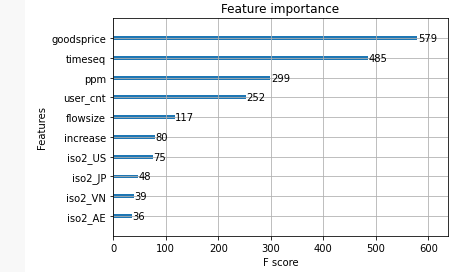 Feature importance
goodsprice 579
timeseq 485
ppm 299
user_cnt 252
flowsize 117
increase 80
iso2_US 75
iso2_JP 48
iso2_VN 39
iso2_AE 36
Features
0 100 200 300 400 500 600
F score